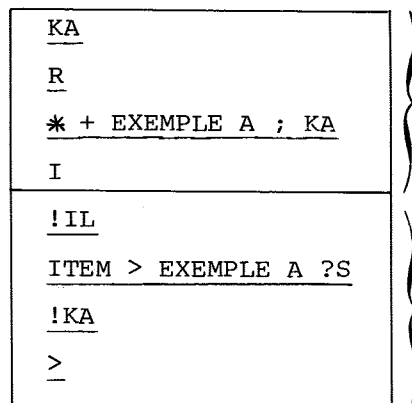 KA
R
* + EXEMPLE A ; KA
I
!IL
ITEM > EXEMPLE A ?S
!KA
>